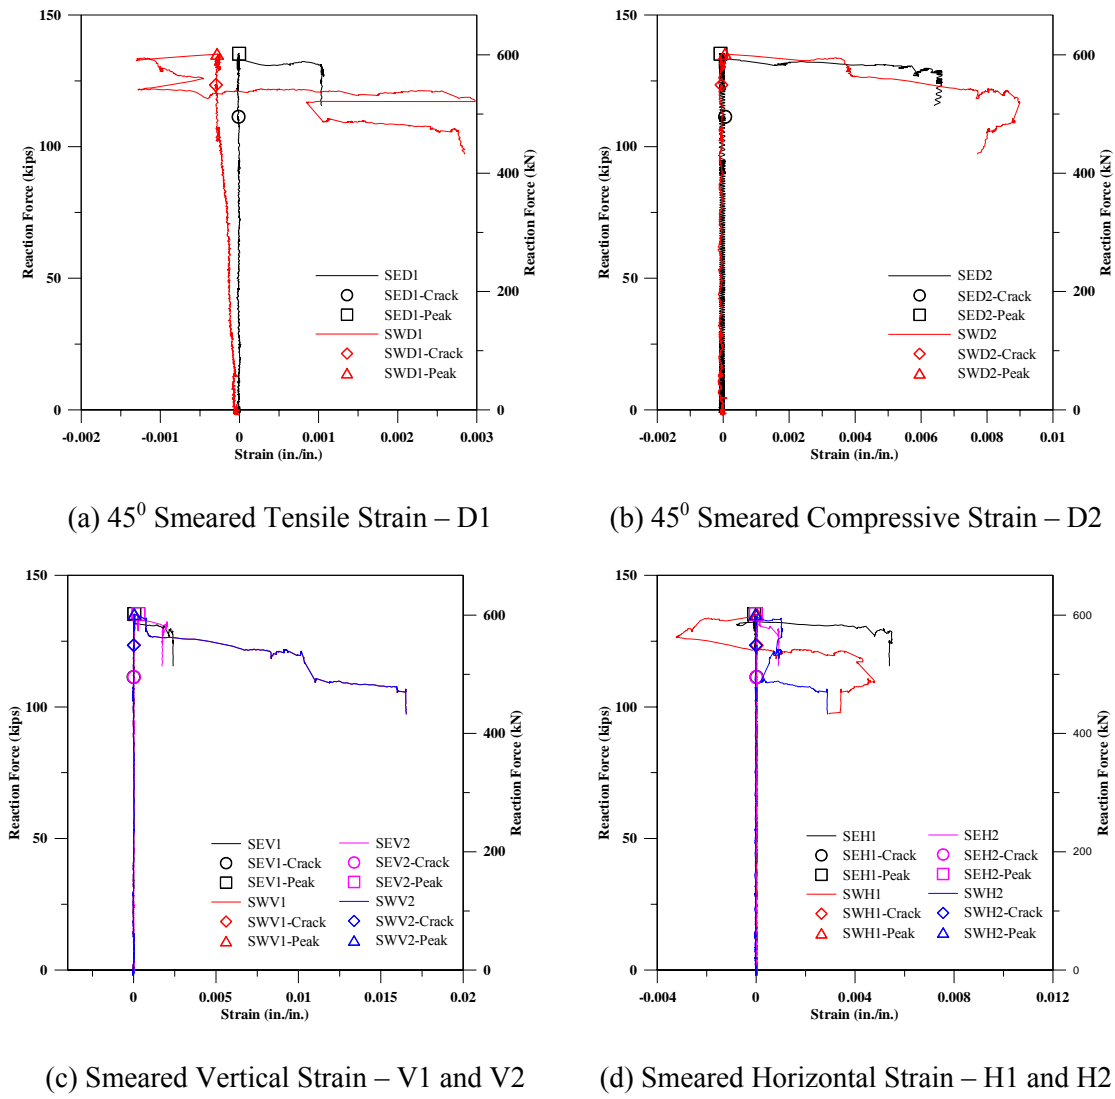 150
125
100
75
50
25
0
Reaction Force (kips)
600
400
200
0
Reaction Force (kN)
SED1
SED1-Crack
SED1-Peak
SWD1
SWD1-Crack
SWD1-Peak
-0.002 -0.001 0 0.001 0.002 0.003
Strain (in./in.)
(a) 45⁰ Smeared Tensile Strain – D1
150
100
50
0
Reaction Force (kips)
600
400
200
0
Reaction Force (kN)
SED2
SED2-Crack
SED2-Peak
SWD2
SWD2-Crack
SWD2-Peak
-0.002 0 0.002 0.004 0.006 0.008 0.01
Strain (in./in.)
(b) 45⁰ Smeared Compressive Strain – D2
150
100
50
0
Reaction Force (kips)
600
400
200
0
Reaction Force (kN)
SEV1 SEV2
SEV1-Crack SEV2-Crack
SEV1-Peak SEV2-Peak
SWV1 SWV2
SWV1-Crack SWV2-Crack
SWV1-Peak SWV2-Peak
0 0.005 0.01 0.015 0.02
Strain (in./in.)
(c) Smeared Vertical Strain – V1 and V2
150
100
50
0
Reaction Force (kips)
600
400
200
0
Reaction Force (kN)
SEH1 SEH2
SEH1-Crack SEH2-Crack
SEH1-Peak SEH2-Peak
SWH1 SWH2
SWH1-Crack SWH2-Crack
SWH1-Peak SWH2-Peak
-0.004 0 0.004 0.008 0.012
Strain (in./in.)
(d) Smeared Horizontal Strain – H1 and H2